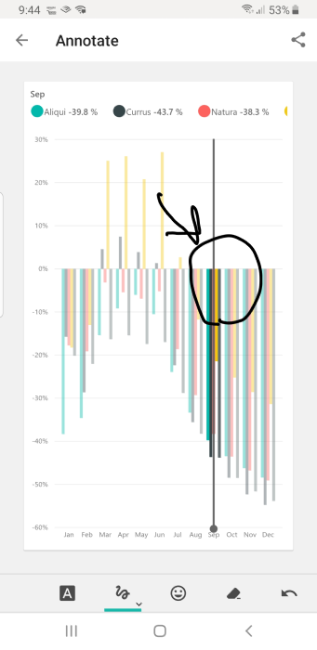 9:44 53%
Annotate
Sep
Aliqui -39.8 % Currus -43.7 % Natura -38.3 %
30%
20%
10%
0%
-10%
-20%
-30%
-40%
-50%
-60%
Jan Feb Mar Apr May Jun Jul Aug Sep Oct Nov Dec
A